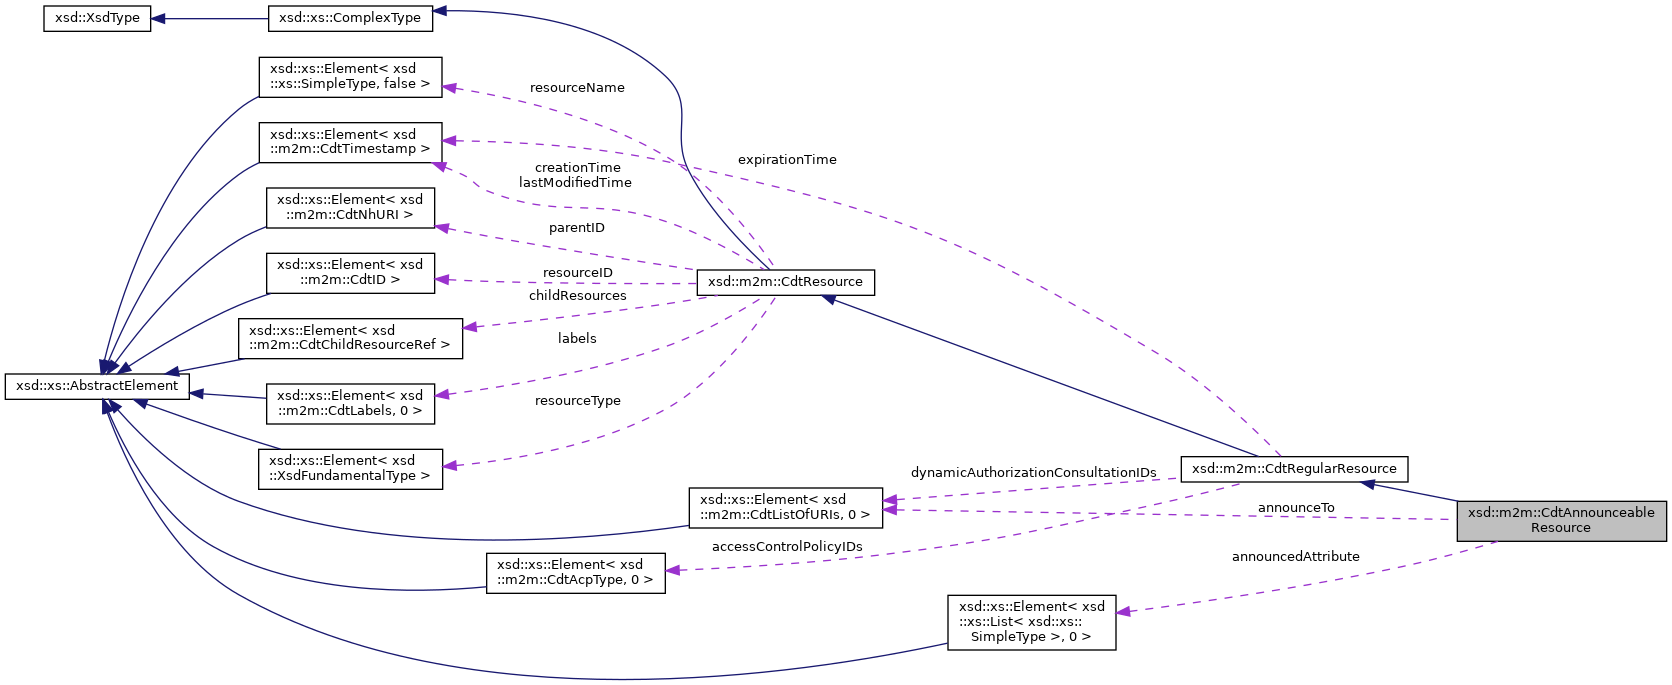 xsd::XsdType
xsd::xs::ComplexType
xsd::xs::Element< xsd
::xs::SimpleType, false >
resourceName
xsd::xs::Element< xsd
::m2m::CdtTimestamp >
expirationTime
creationTime
lastModifiedTime
xsd::xs::Element< xsd
::m2m::CdtNhURI >
parentID
xsd::xs::Element< xsd
::m2m::CdtID >
resourceID
xsd::m2m::CdtResource
childResources
xsd::xs::Element< xsd
::m2m::CdtChildResourceRef >
labels
xsd::xs::AbstractElement
xsd::xs::Element< xsd
::m2m::CdtLabels, 0 >
resourceType
xsd::xs::Element< xsd
::XsdFundamentalType >
dynamicAuthorizationConsultationIDs
xsd::m2m::CdtRegularResource
xsd::xs::Element< xsd
::m2m::CdtListOfURIs, 0 >
announceTo
xsd::m2m::CdtAnnounceable
Resource
accessControlPolicyIDs
announcedAttribute
xsd::xs::Element< xsd
::m2m::CdtAcpType, 0 >
xsd::xs::Element< xsd
::xs::List< xsd::xs::
SimpleType >, 0 >